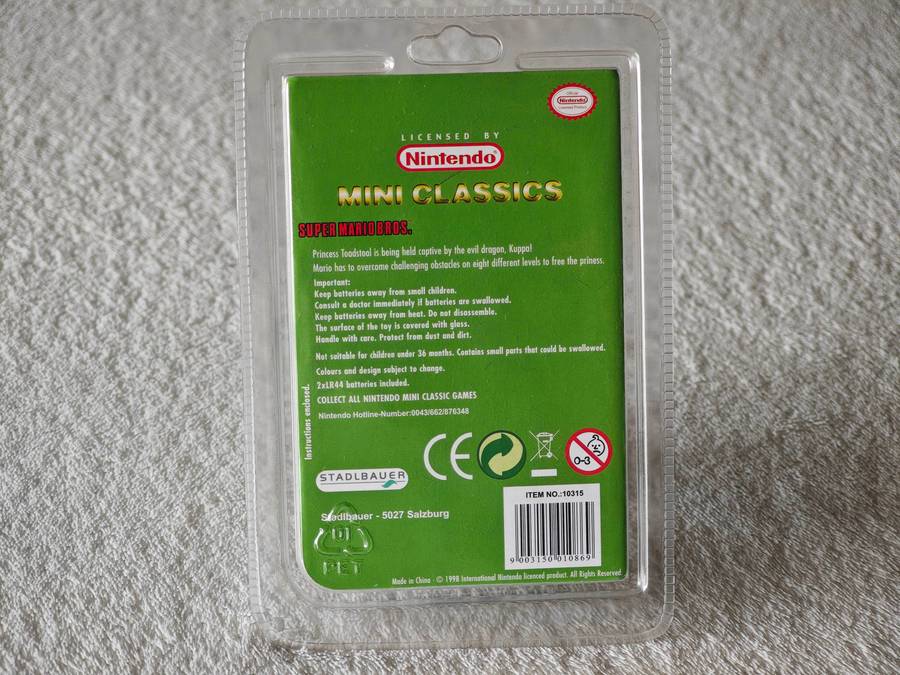 Official
Nintendo
Licensed Product
LICENSED BY
Nintendo®
MINI CLASSICS
SUPER MARIO BROS.™
Princess Toadstool is being held captive by the evil dragon, Kuppa!
Mario has to overcome challenging obstacles on eight different levels to free the priness.
Important:
Keep batteries away from small children.
Consult a doctor immediately if batteries are swallowed.
Keep batteries away from heat. Do not disassemble.
The surface of the toy is covered with glass.
Handle with care. Protect from dust and dirt.
Not suitable for children under 36 months. Contains small parts that could be swallowed.
Colours and design subject to change.
2xLR44 batteries included.
COLLECT ALL NINTENDO MINI CLASSIC GAMES
Nintendo Hotline-Number:0043/662/876348
Instructions enclosed.
CE
0-3
STADLBAUER
Stadlbauer - 5027 Salzburg
01
PET
ITEM NO.:10315
9 003150 010869
Made in China · © 1998 International Nintendo licenced product. All Rights Reserved